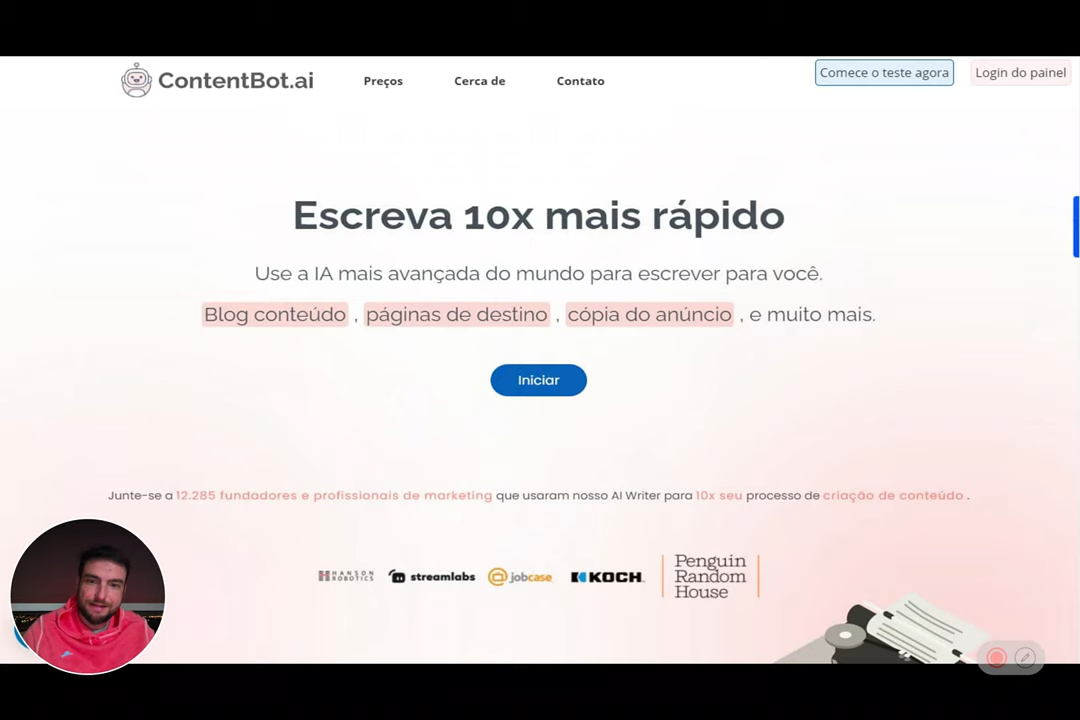 ContentBot.ai
Preços
Cerca de
Contato
Comece o teste agora
Login do painel
Escreva 10x mais rápido
Use a IA mais avançada do mundo para escrever para você.
Blog conteúdo , páginas de destino , cópia do anúncio , e muito mais.
Iniciar
Junte-se a 12.285 fundadores e profissionais de marketing que usaram nosso AI Writer para 10x seu processo de criação de conteúdo .
HANSON ROBOTICS
streamlabs
jobcase
KOCH
Penguin
Random
House